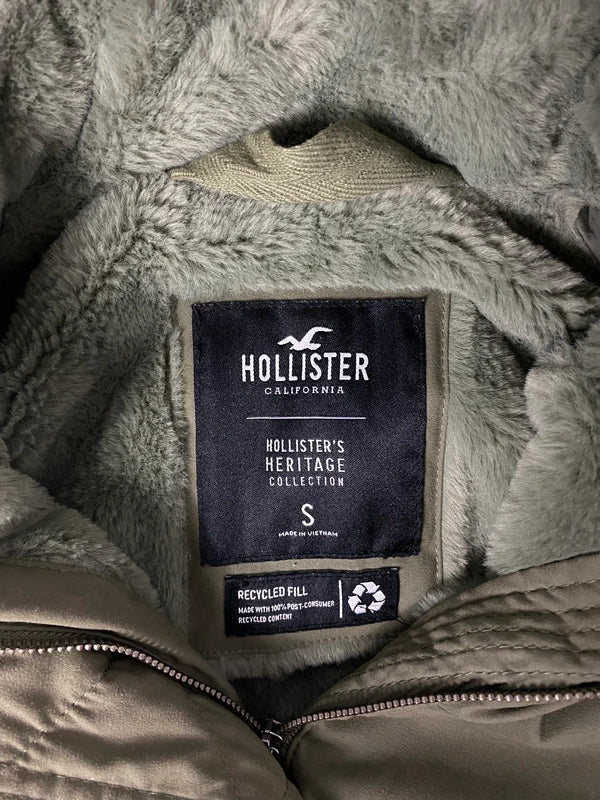 HOLLISTER
CALIFORNIA
HOLLISTER'S
HERITAGE
COLLECTION
S
MADE IN VIETNAM
RECYCLED FILL
MADE WITH 100% POST-CONSUMER
RECYCLED CONTENT